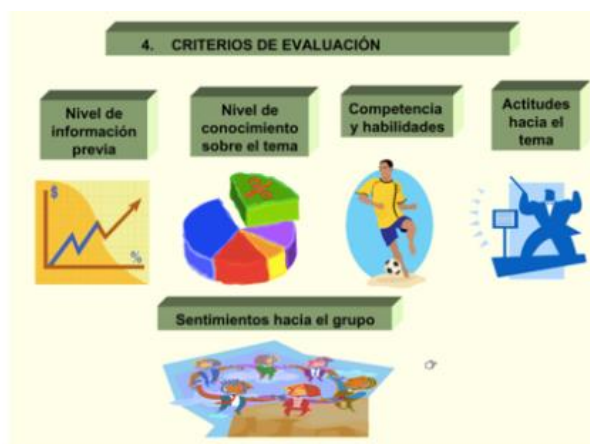 4. CRITERIOS DE EVALUACIÓN
Nivel de
información
previa
Nivel de
conocimiento
sobre el tema
Competencia
y habilidades
Actitudes
hacia el
tema
$
%
%
Sentimientos hacia el grupo